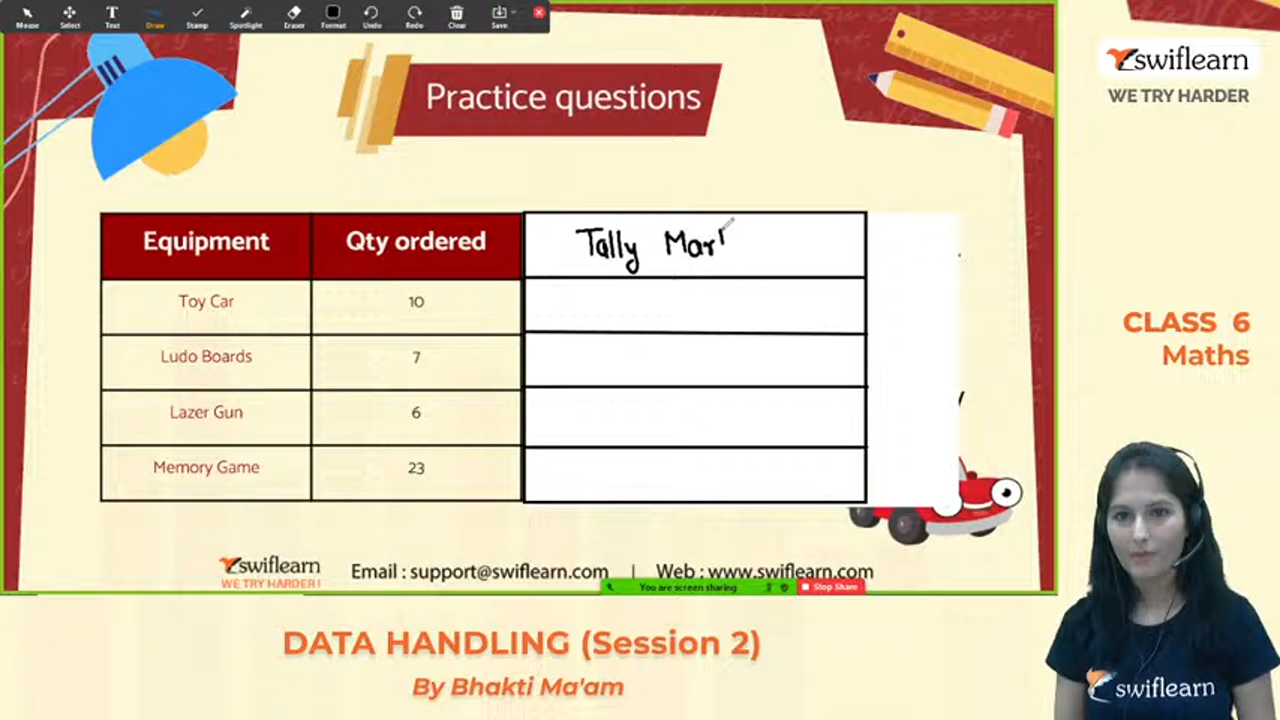 Mouse Select Text Draw Stamp Spotlight Eraser Format Undo Redo Clear Save
Practice questions
swiflearn
WE TRY HARDER
Equipment Qty ordered Tally Mar
Toy Car 10
Ludo Boards 7
Lazer Gun 6
Memory Game 23
CLASS 6
Maths
swiflearn
WE TRY HARDER!
Email : support@swiflearn.com | Web : www.swiflearn.com
You are screen sharing Stop Share
DATA HANDLING (Session 2)
By Bhakti Ma'am
swiflearn